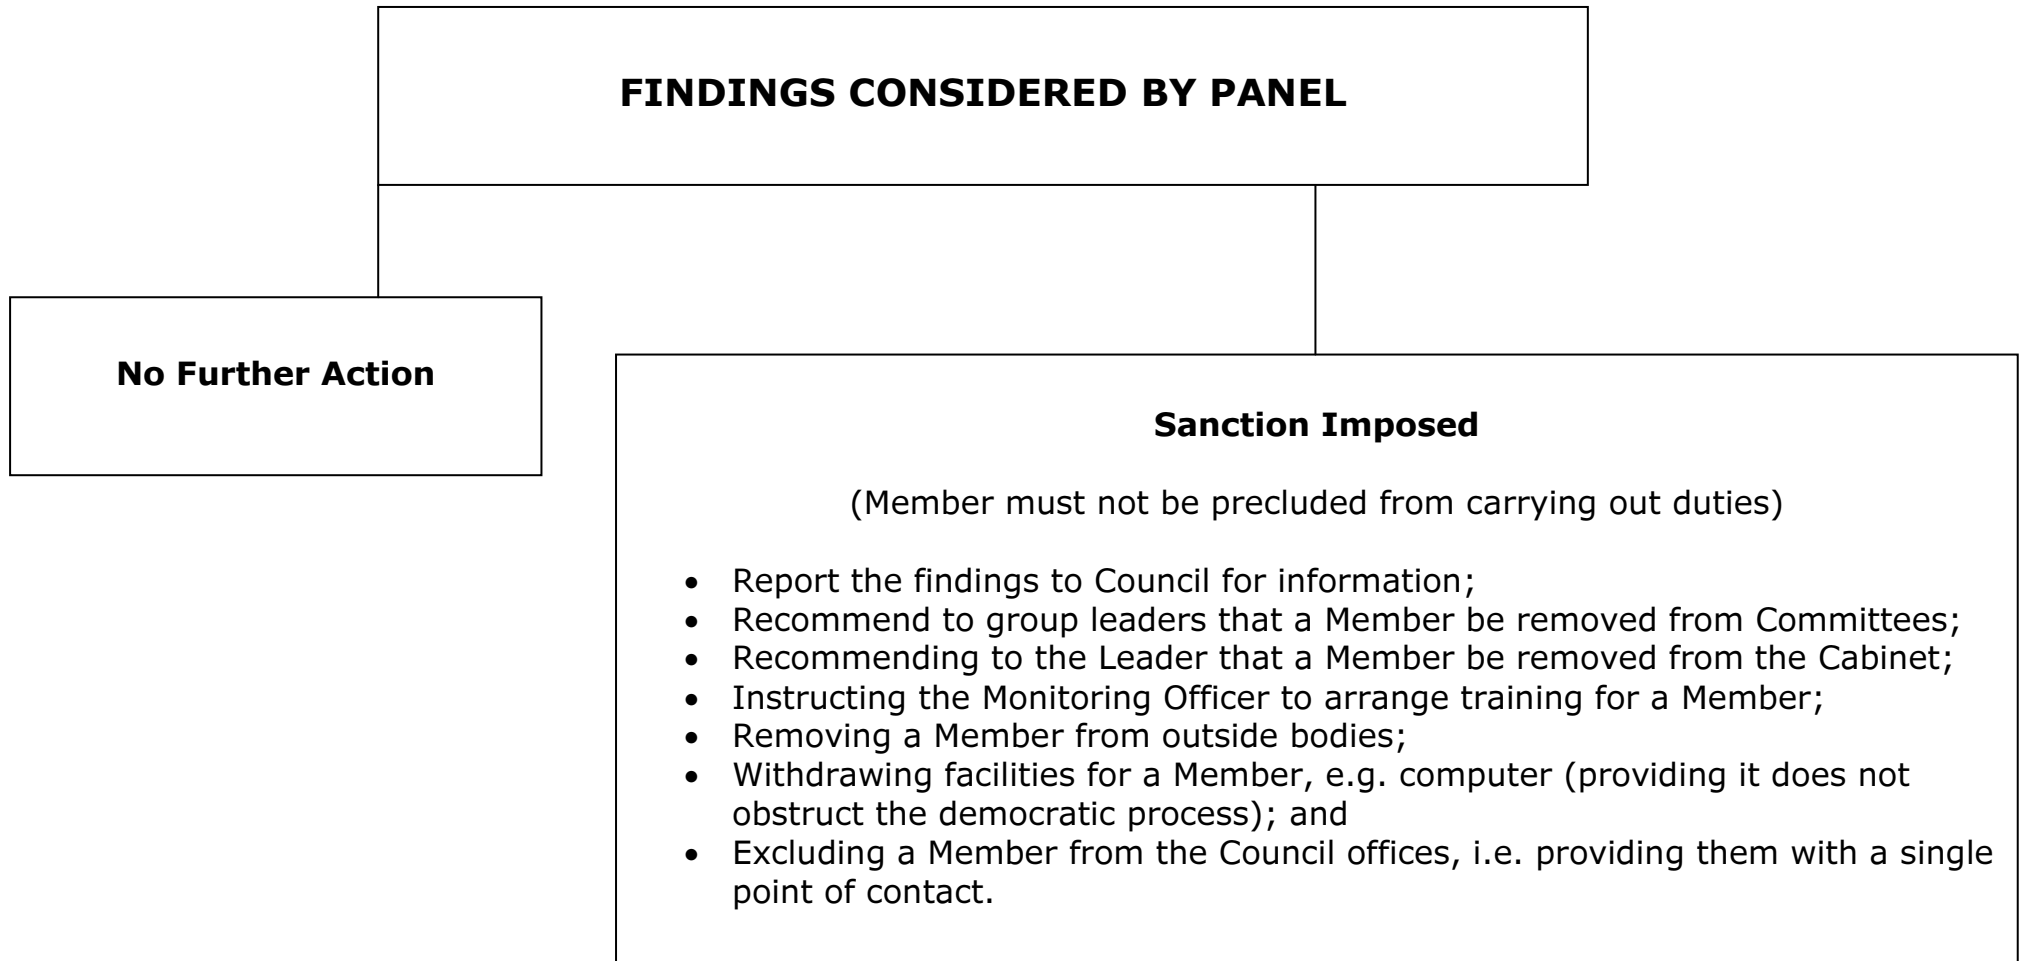 FINDINGS CONSIDERED BY PANEL
No Further Action
Sanction Imposed
(Member must not be precluded from carrying out duties)
• Report the findings to Council for information;
• Recommend to group leaders that a Member be removed from Committees;
• Recommending to the Leader that a Member be removed from the Cabinet;
• Instructing the Monitoring Officer to arrange training for a Member;
• Removing a Member from outside bodies;
• Withdrawing facilities for a Member, e.g. computer (providing it does not
obstruct the democratic process); and
• Excluding a Member from the Council offices, i.e. providing them with a single
point of contact.